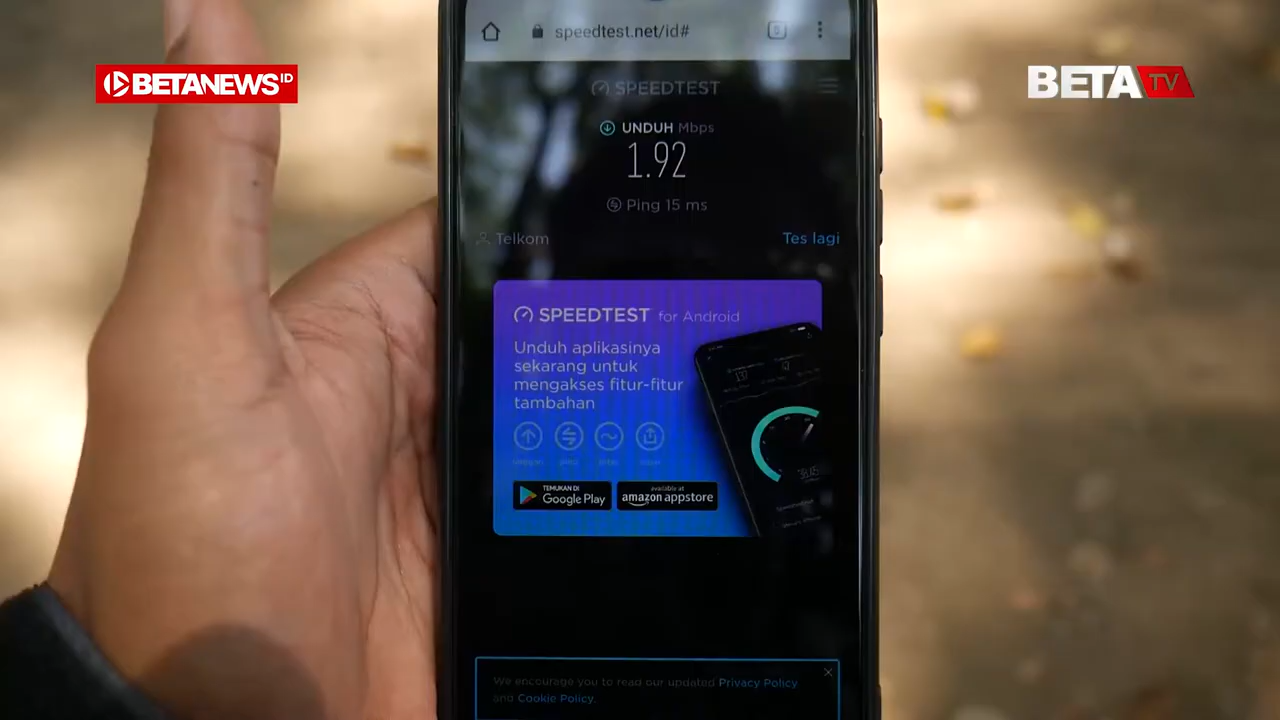 speedtest.net/id#
BETANEWS ID
BETA TV
SPEEDTEST
UNDUH Mbps
1.92
Ping 15 ms
Telkom
Tes lagi
SPEEDTEST for Android
Unduh aplikasinya
sekarang untuk
mengakses fitur-fitur
tambahan
TEMUKAN DI
Google Play
available at
amazon appstore
We encourage you to read our updated Privacy Policy
and Cookie Policy.